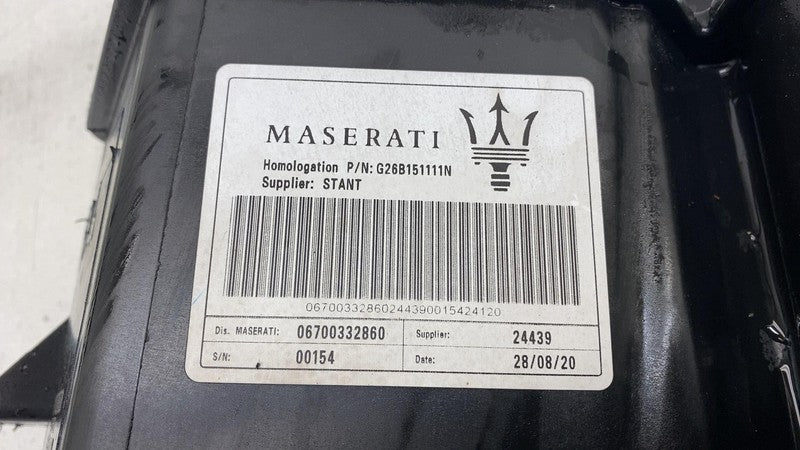 MASERATI
Homologation P/N: G26B151111N
Supplier: STANT
06700332860244390015424120
Dis. MASERATI: 06700332860 Supplier: 24439
S/N: 00154 Date: 28/08/20